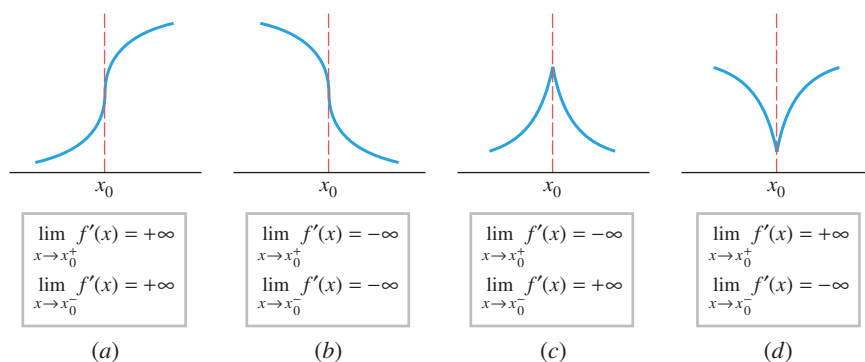 x₀ x₀ x₀ x₀
lim f′(x) = +∞ lim f′(x) = −∞ lim f′(x) = −∞ lim f′(x) = +∞
x→x₀⁺ x→x₀⁺ x→x₀⁺ x→x₀⁺
lim f′(x) = +∞ lim f′(x) = −∞ lim f′(x) = +∞ lim f′(x) = −∞
x→x₀⁻ x→x₀⁻ x→x₀⁻ x→x₀⁻
(a) (b) (c) (d)